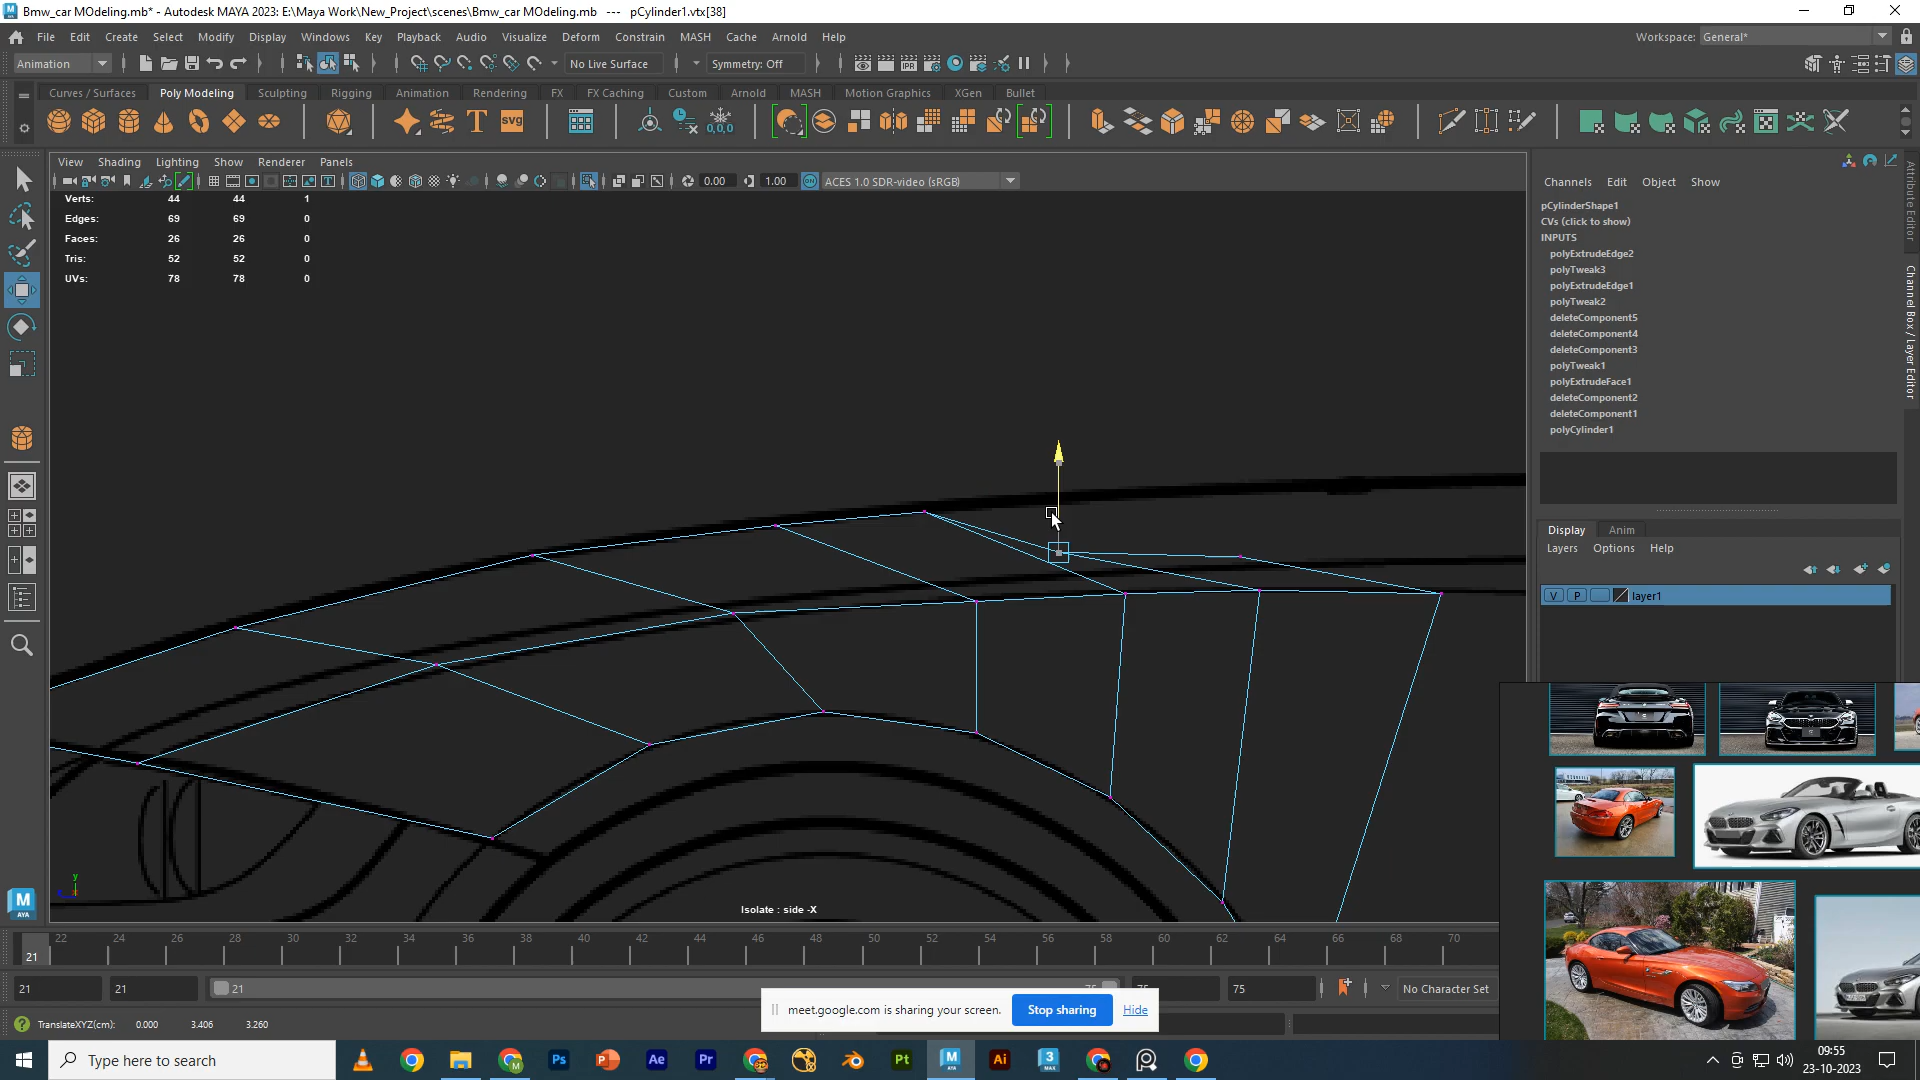 Bmw_car MOdeling.mb* - Autodesk MAYA 2023: E:\Maya Work\New_Project\scenes\Bmw_car MOdeling.mb --- pCylinder1.vtx[38]
File Edit Create Select Modify Display Windows Key Playback Audio Visualize Deform Constrain MASH Cache Arnold Help
Workspace: General*
Animation No Live Surface Symmetry: Off
Curves / Surfaces Poly Modeling Sculpting Rigging Animation Rendering FX FX Caching Custom Arnold MASH Motion Graphics XGen Bullet
View Shading Lighting Show Renderer Panels
0.00 1.00 ACES 1.0 SDR-video (sRGB)
Verts: 44 44 1
Edges: 69 69 0
Faces: 26 26 0
Tris: 52 52 0
UVs: 78 78 0
Isolate : side -X
Channels Edit Object Show
pCylinderShape1
CVs (click to show)
INPUTS
polyExtrudeEdge2
polyTweak3
polyExtrudeEdge1
polyTweak2
deleteComponent5
deleteComponent4
deleteComponent3
polyTweak1
polyExtrudeFace1
deleteComponent2
deleteComponent1
polyCylinder1
Display Anim
Layers Options Help
V P layer1
Attribute Editor
Channel Box / Layer Editor
22 24 26 28 30 32 34 36 38 40 42 44 46 48 50 52 54 56 58 60 62 64 66 68 70
21
21 21 21 75 75 75 No Character Set
meet.google.com is sharing your screen. Stop sharing Hide
TranslateXYZ(cm): 0.000 3.406 3.260
Type here to search
09:55
23-10-2023